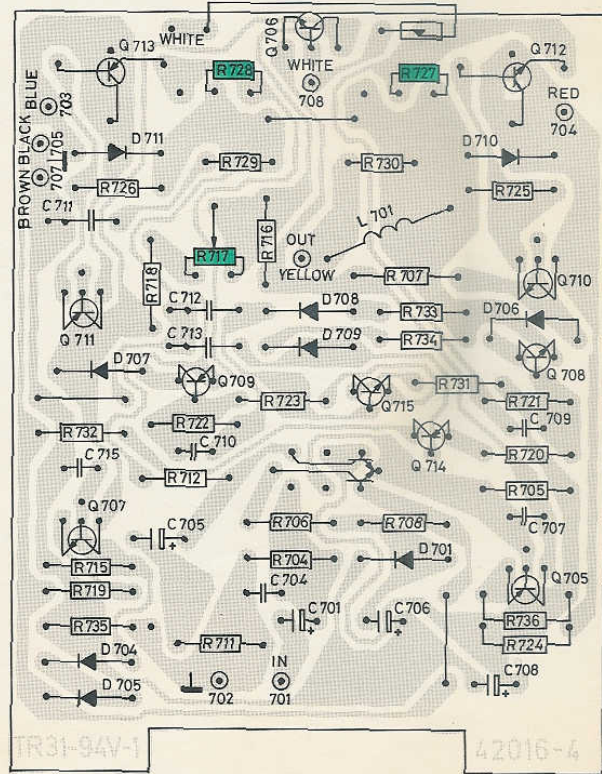 WHITE
Q706
Q713
R728
WHITE
708
R727
Q712
BLUE
703
RED
704
BLACK
705
BROWN
707
D711
R729
R730
D710
R726
R725
C711
R716
L701
R718
R717
OUT
YELLOW
R707
Q710
Q711
C712
D708
R733
D706
C713
D709
R734
D707
Q709
Q708
R731
R723
Q715
R721
R722
C709
R732
C710
Q714
R720
C715
R712
R705
Q707
C705
R706
R708
C707
R715
R704
D701
Q705
R719
C704
R735
C701
C706
R736
R711
R724
D704
IN
D705
702
701
C708
TR31-94V-1
42016-4